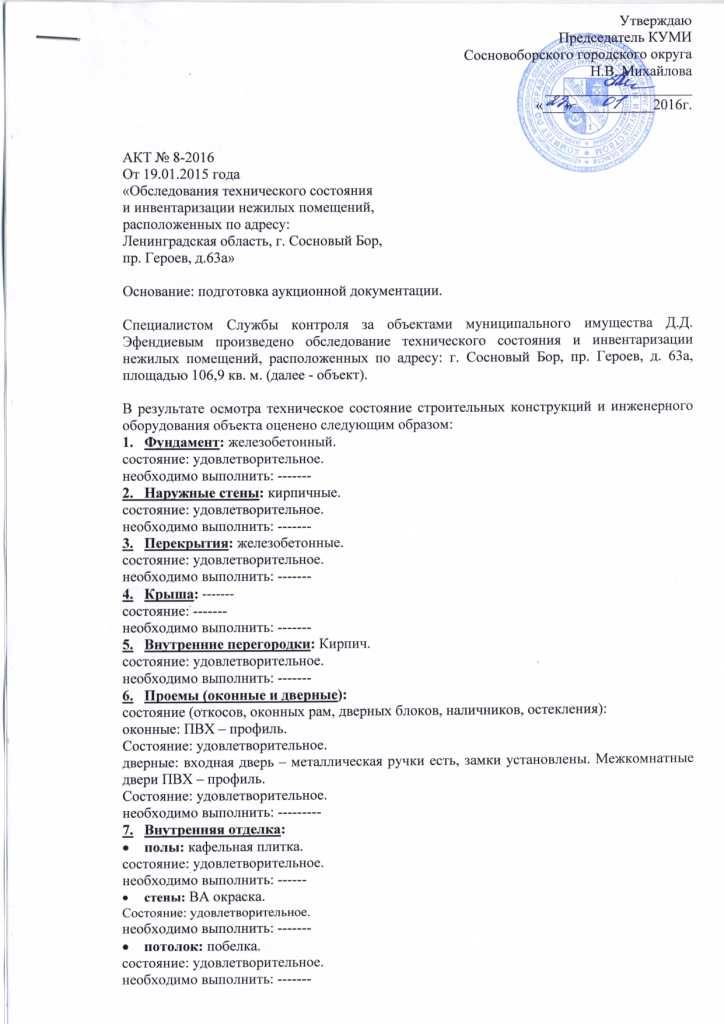 Утверждаю
Председатель КУМИ
Сосновоборского городского округа
Н.В. Михайлова
« 29 » 01 2016г.
АКТ № 8-2016
От 19.01.2015 года
«Обследования технического состояния
и инвентаризации нежилых помещений,
расположенных по адресу:
Ленинградская область, г. Сосновый Бор,
пр. Героев, д.63а»
Основание: подготовка аукционной документации.
Специалистом Службы контроля за объектами муниципального имущества Д.Д.
Эфендиевым произведено обследование технического состояния и инвентаризации
нежилых помещений, расположенных по адресу: г. Сосновый Бор, пр. Героев, д. 63а,
площадью 106,9 кв. м. (далее - объект).
В результате осмотра техническое состояние строительных конструкций и инженерного
оборудования объекта оценено следующим образом:
1. Фундамент: железобетонный.
состояние: удовлетворительное.
необходимо выполнить: -------
2. Наружные стены: кирпичные.
состояние: удовлетворительное.
необходимо выполнить: -------
3. Перекрытия: железобетонные.
состояние: удовлетворительное.
необходимо выполнить: -------
4. Крыша: -------
состояние: -------
необходимо выполнить: -------
5. Внутренние перегородки: Кирпич.
состояние: удовлетворительное.
необходимо выполнить: -------
6. Проемы (оконные и дверные):
состояние (откосов, оконных рам, дверных блоков, наличников, остекления):
оконные: ПВХ – профиль.
Состояние: удовлетворительное.
дверные: входная дверь – металлическая ручки есть, замки установлены. Межкомнатные
двери ПВХ – профиль.
Состояние: удовлетворительное.
необходимо выполнить: ---------
7. Внутренняя отделка:
• полы: кафельная плитка.
состояние: удовлетворительное.
необходимо выполнить: ------
• стены: ВА окраска.
Состояние: удовлетворительное.
необходимо выполнить: -------
• потолок: побелка.
состояние: удовлетворительное.
необходимо выполнить: -------